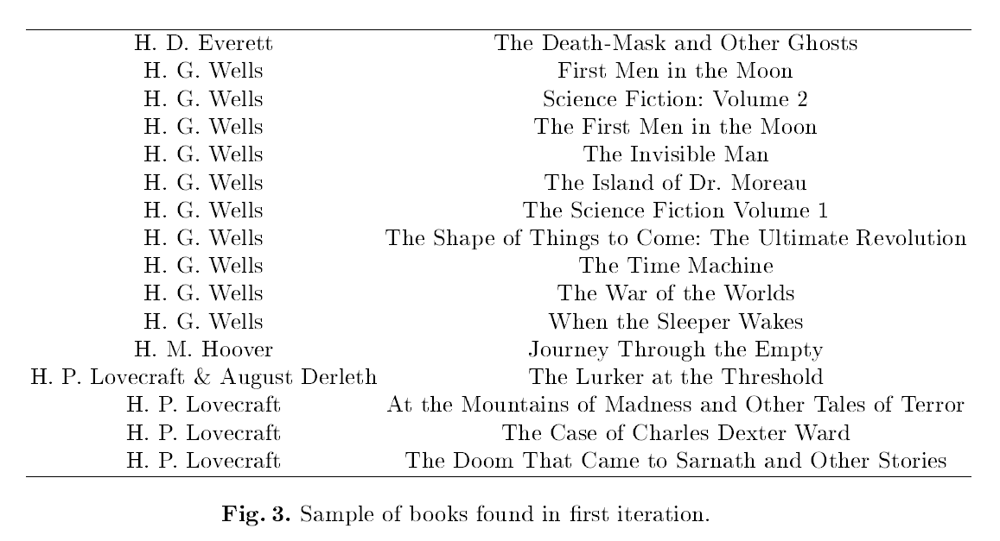 H. D. Everett The Death-Mask and Other Ghosts
H. G. Wells First Men in the Moon
H. G. Wells Science Fiction: Volume 2
H. G. Wells The First Men in the Moon
H. G. Wells The Invisible Man
H. G. Wells The Island of Dr. Moreau
H. G. Wells The Science Fiction Volume 1
H. G. Wells The Shape of Things to Come: The Ultimate Revolution
H. G. Wells The Time Machine
H. G. Wells The War of the Worlds
H. G. Wells When the Sleeper Wakes
H. M. Hoover Journey Through the Empty
H. P. Lovecraft & August Derleth The Lurker at the Threshold
H. P. Lovecraft At the Mountains of Madness and Other Tales of Terror
H. P. Lovecraft The Case of Charles Dexter Ward
H. P. Lovecraft The Doom That Came to Sarnath and Other Stories
Fig. 3. Sample of books found in first iteration.